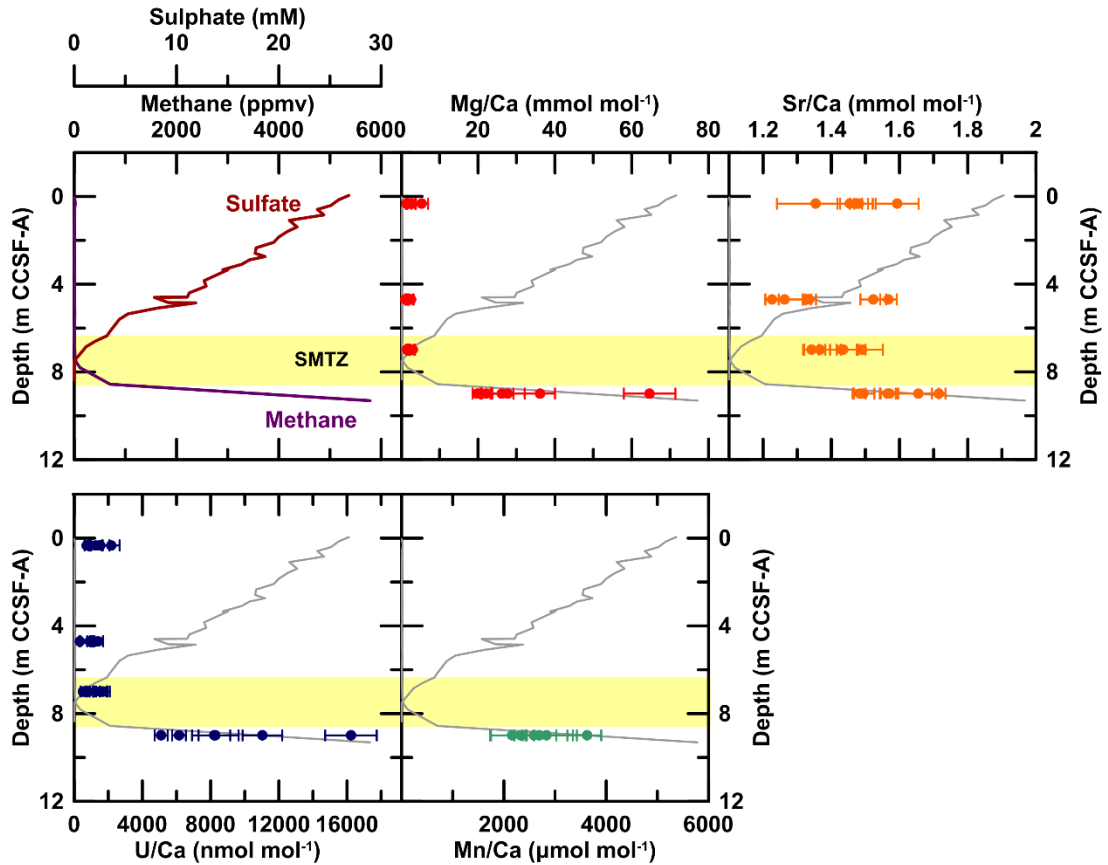 Sulphate (mM)
0 10 20 30
Methane (ppmv)
0 2000 4000 6000
Mg/Ca (mmol mol⁻¹)
20 40 60 80
Sr/Ca (mmol mol⁻¹)
1.2 1.4 1.6 1.8 2
Depth (m CCSF-A)
0
4
8
12
Sulfate
SMTZ
Methane
0
4
8
12
Depth (m CCSF-A)
Depth (m CCSF-A)
0
4
8
12
0
4
8
12
Depth (m CCSF-A)
0 4000 8000 12000 16000
U/Ca (nmol mol⁻¹)
2000 4000 6000
Mn/Ca (µmol mol⁻¹)